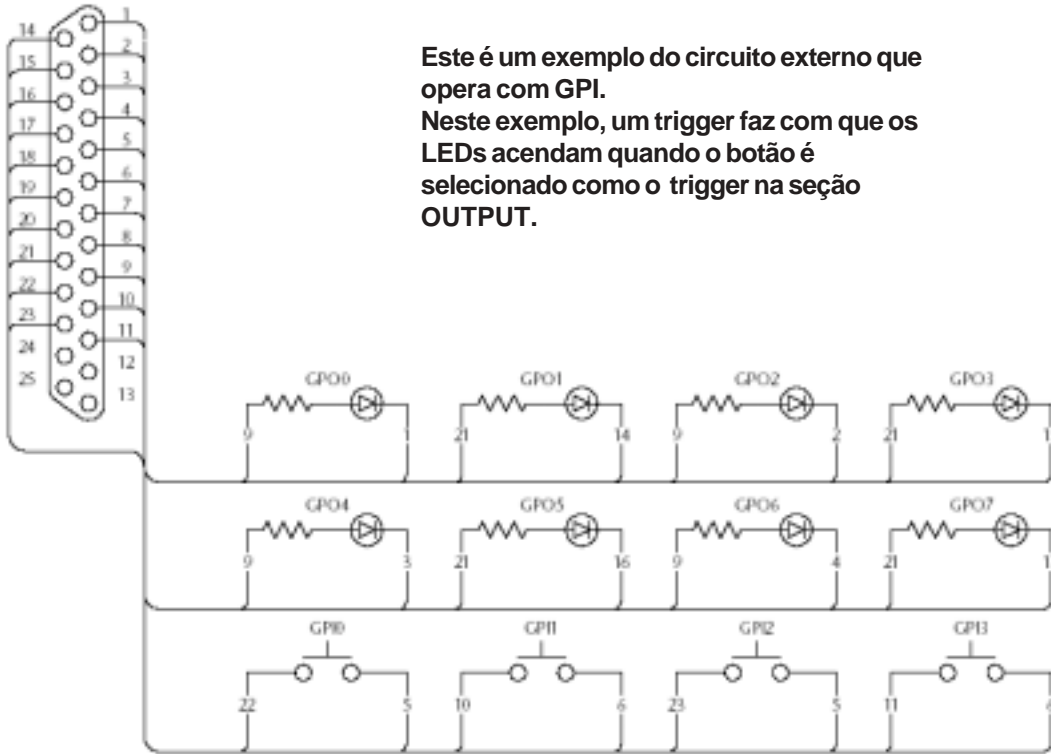 Este é um exemplo do circuito externo que
opera com GPI.
Neste exemplo, um trigger faz com que os
LEDs acendam quando o botão é
selecionado como o trigger na seção
OUTPUT.
14 1
15 2
16 3
17 4
18 5
19 6
20 7
21 8
22 9
23 10
24 11
25 12
13
GPO0 GPO1 GPO2 GPO3
9 1 21 14 9 2 21
GPO4 GPO5 GPO6 GPO7
9 3 21 16 9 4 21
GPI0 GPI1 GPI2 GPI3
22 5 10 6 23 5 11